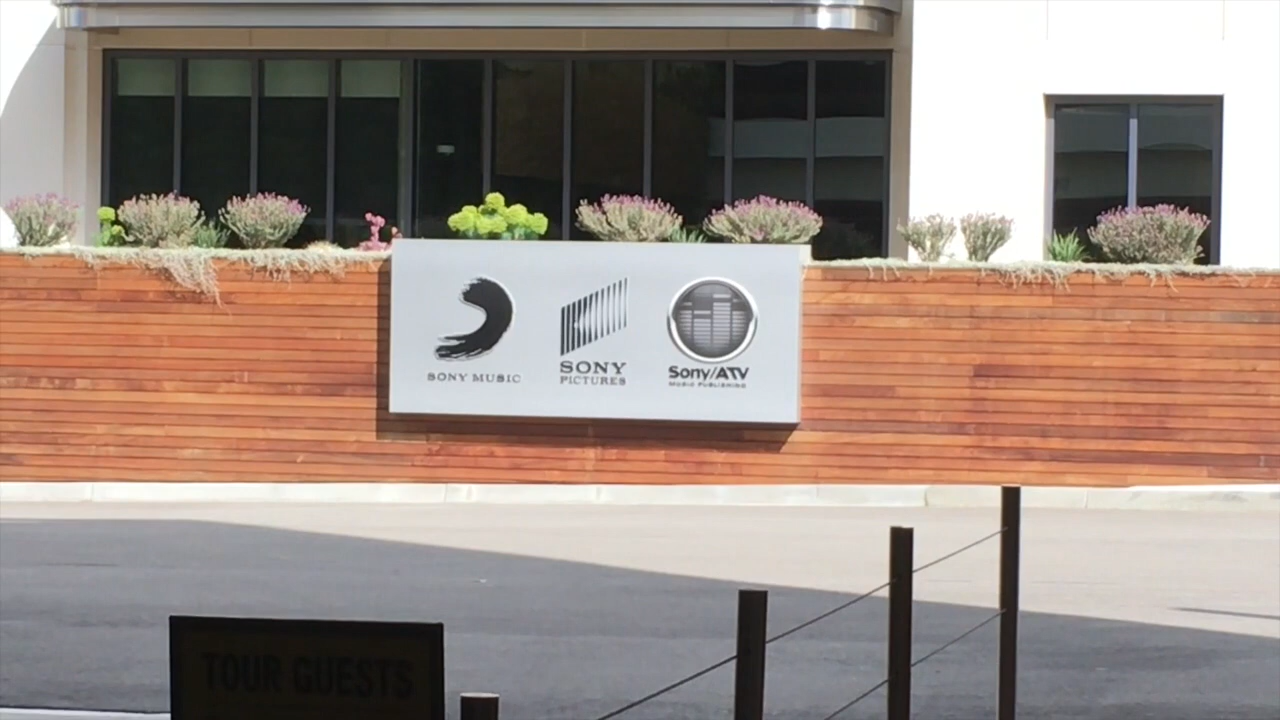 SONY MUSIC
SONY
PICTURES
Sony/ATV
MUSIC PUBLISHING
TOUR GUESTS